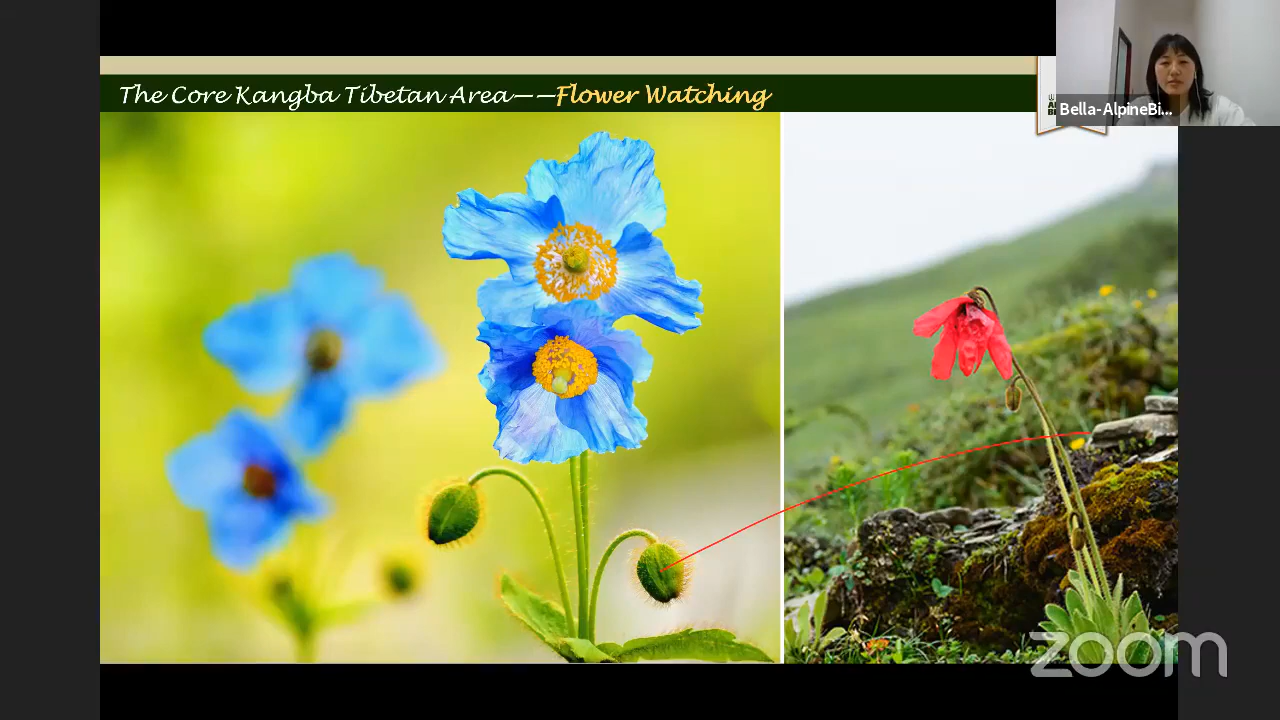 The Core Kangba Tibetan Area——Flower Watching
Bella-AlpineBi...
zoom